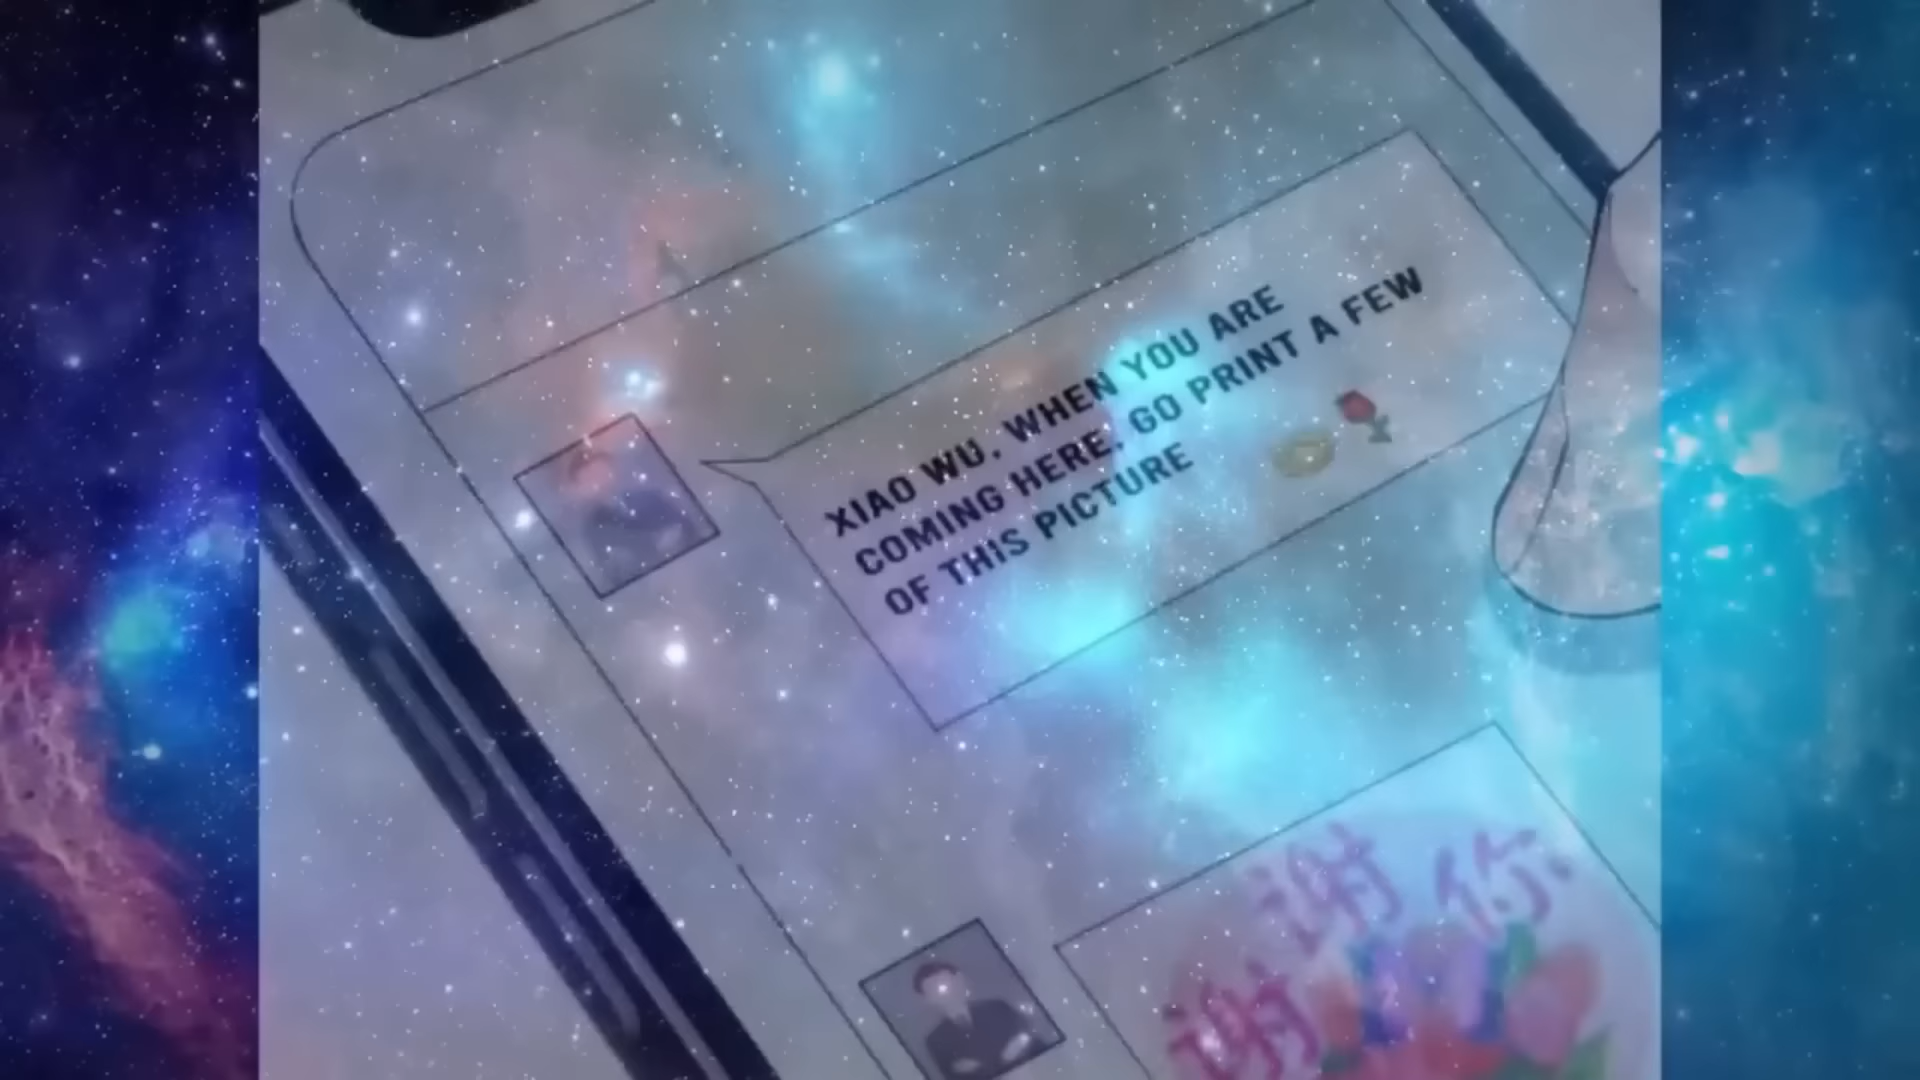 XIAO WU, WHEN YOU ARE
COMING HERE, GO PRINT A FEW
OF THIS PICTURE
谢 你
谢